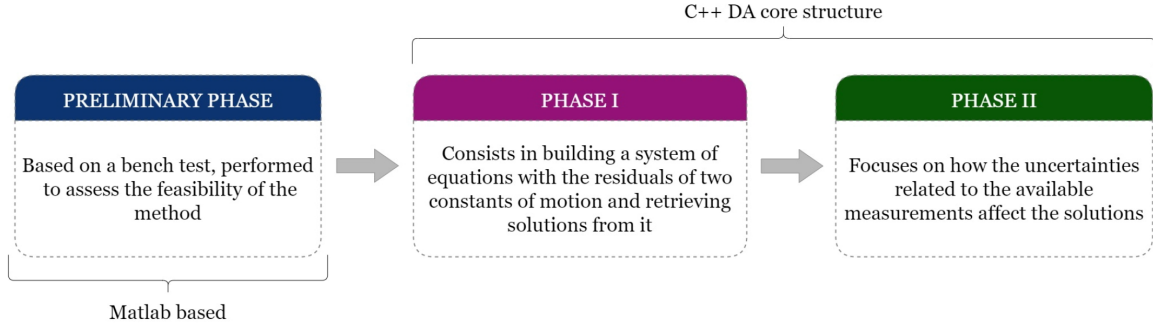 C++ DA core structure
PRELIMINARY PHASE
Based on a bench test, performed
to assess the feasibility of the
method
PHASE I
Consists in building a system of
equations with the residuals of two
constants of motion and retrieving
solutions from it
PHASE II
Focuses on how the uncertainties
related to the available
measurements affect the solutions
Matlab based